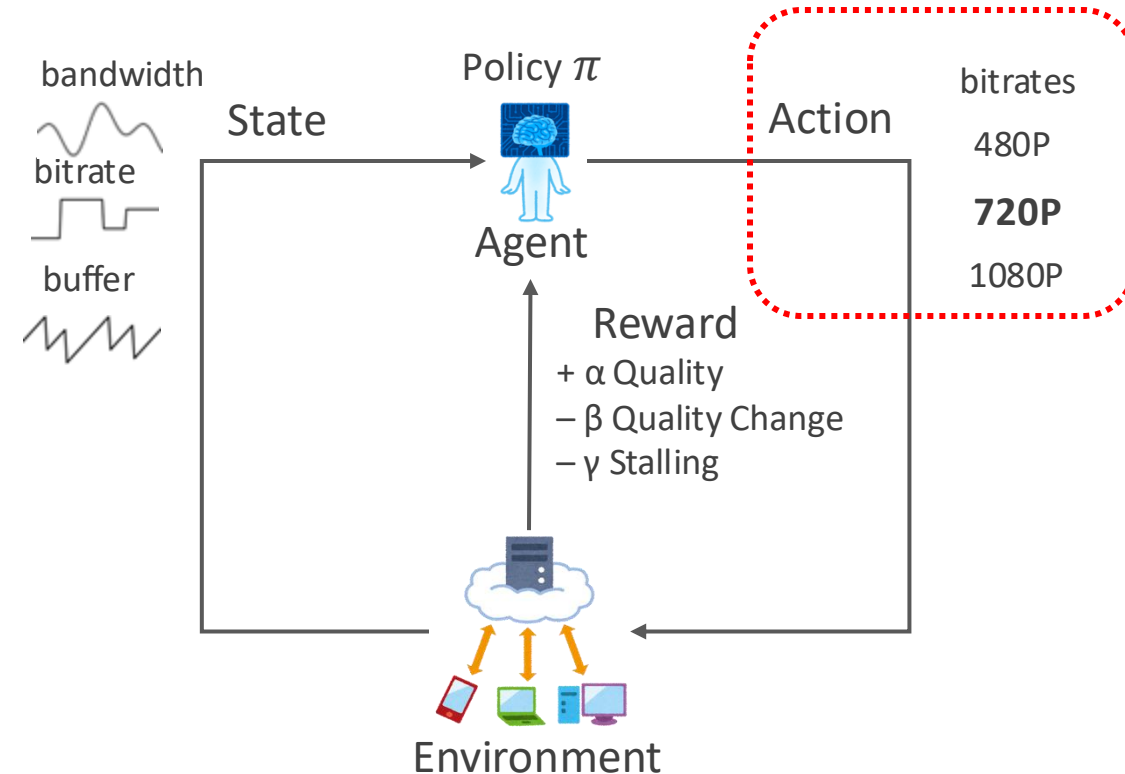 bandwidth
bitrate
buffer
State
Policy π
Agent
Action
bitrates
480P
720P
1080P
Reward
+ α Quality
– β Quality Change
– γ Stalling
Environment